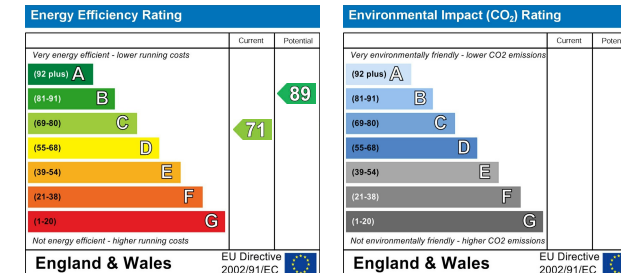 Energy Efficiency Rating
Current Potential
Very energy efficient - lower running costs
(92 plus) A
(81-91) B
89
(69-80) C
71
(55-68) D
(39-54) E
(21-38) F
(1-20) G
Not energy efficient - higher running costs
England & Wales
EU Directive
2002/91/EC
Environmental Impact (CO₂) Rating
Current Poten
Very environmentally friendly - lower CO2 emissions
(92 plus) A
(81-91) B
(69-80) C
(55-68) D
(39-54) E
(21-38) F
(1-20) G
Not environmentally friendly - higher CO2 emissions
England & Wales
EU Directive
2002/91/EC